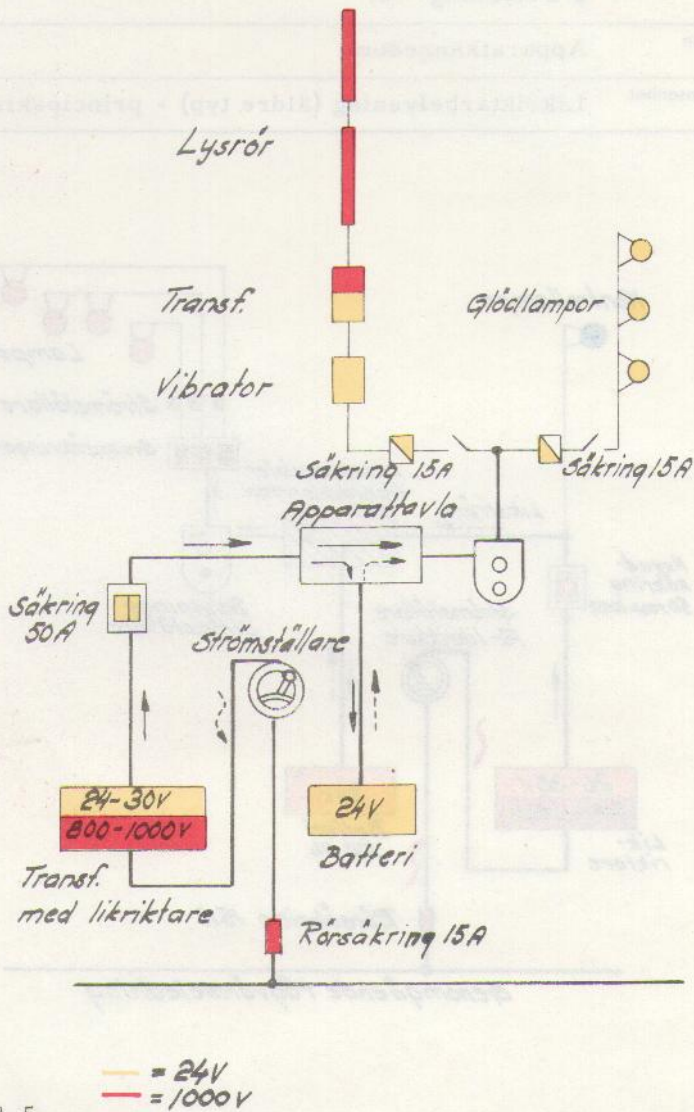 Lysrör
Transf.
Glödlampor
Vibrator
Säkring 15A
Säkring 15A
Apparattavla
Säkring
50A
Strömställare
24-30V
800-1000V
24V
Batteri
Transf.
med likriktare
Rörsäkring 15A
= 24V
= 1000V